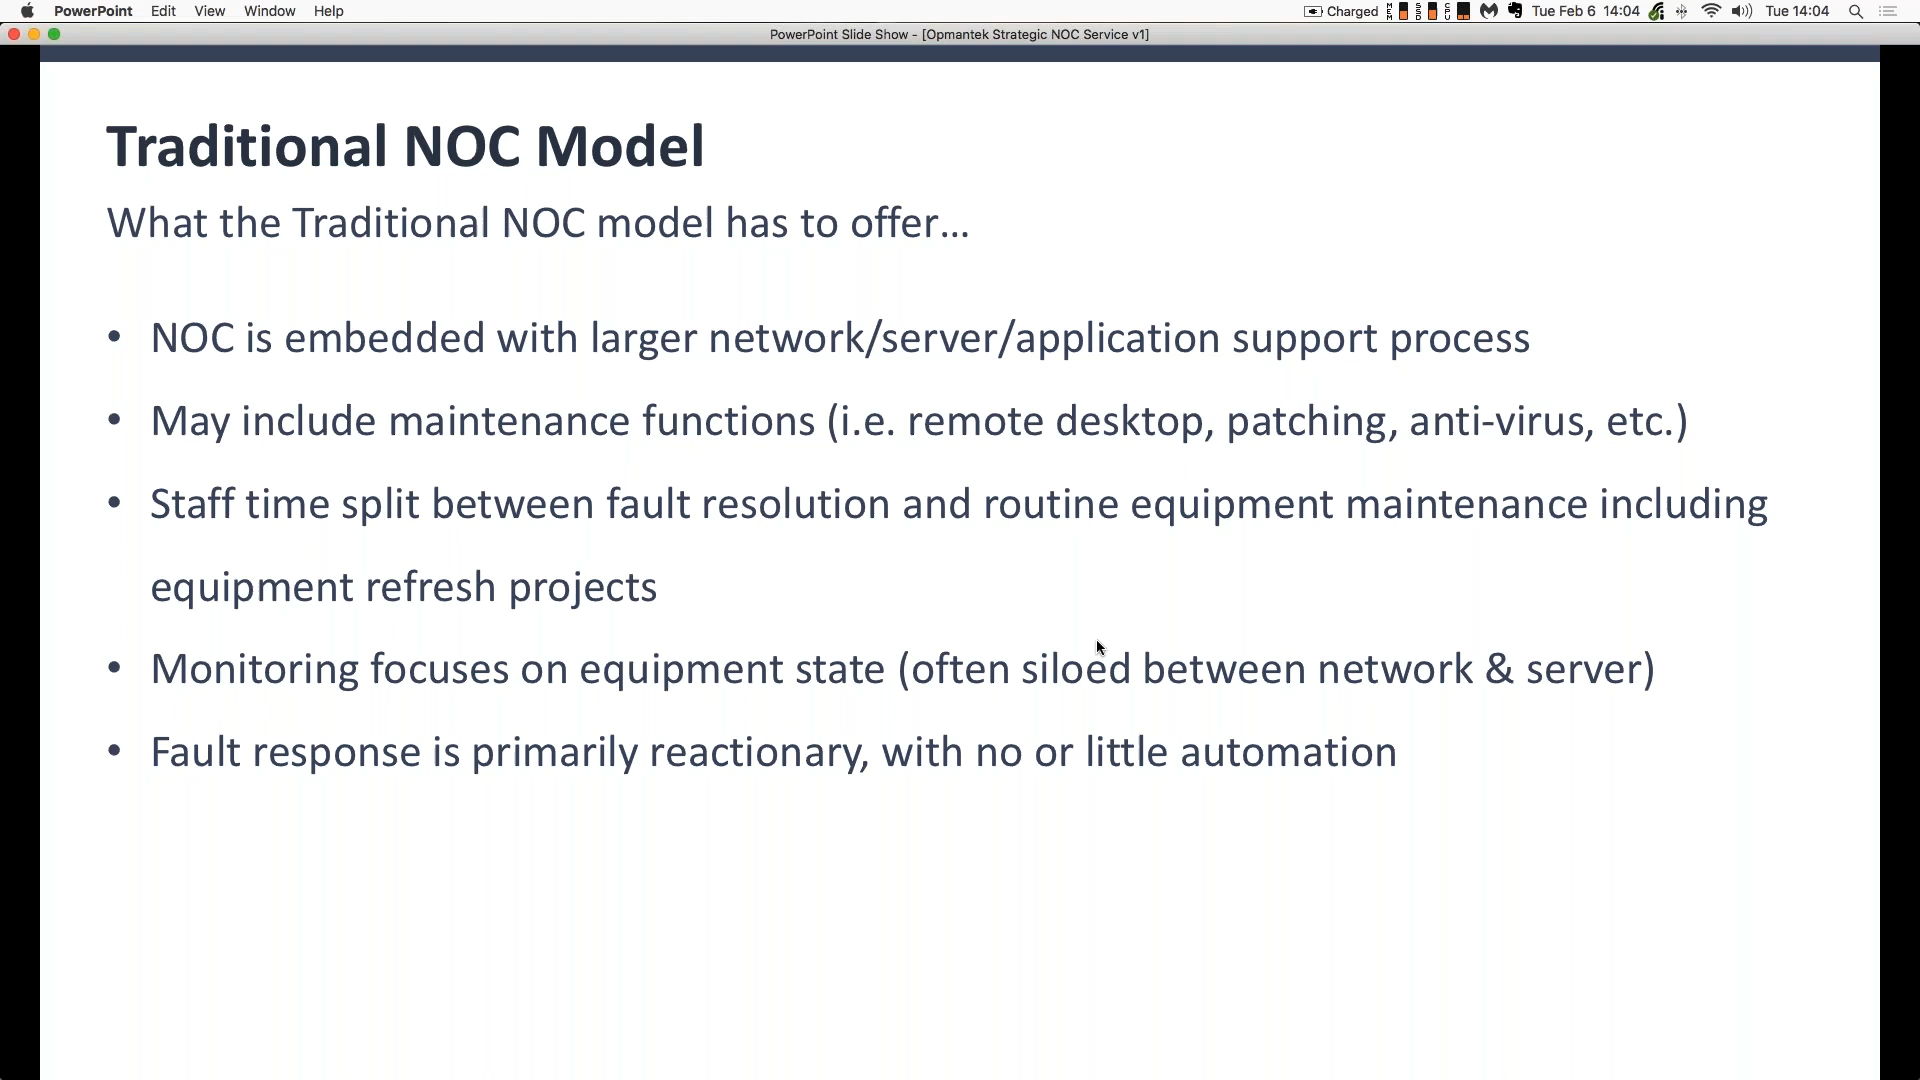 PowerPoint Edit View Window Help Charged MEM SSD CPU Tue Feb 6 14:04 Tue 14:04
PowerPoint Slide Show - [Opmantek Strategic NOC Service v1]
Traditional NOC Model
What the Traditional NOC model has to offer...
• NOC is embedded with larger network/server/application support process
• May include maintenance functions (i.e. remote desktop, patching, anti-virus, etc.)
• Staff time split between fault resolution and routine equipment maintenance including
equipment refresh projects
• Monitoring focuses on equipment state (often siloed between network & server)
• Fault response is primarily reactionary, with no or little automation